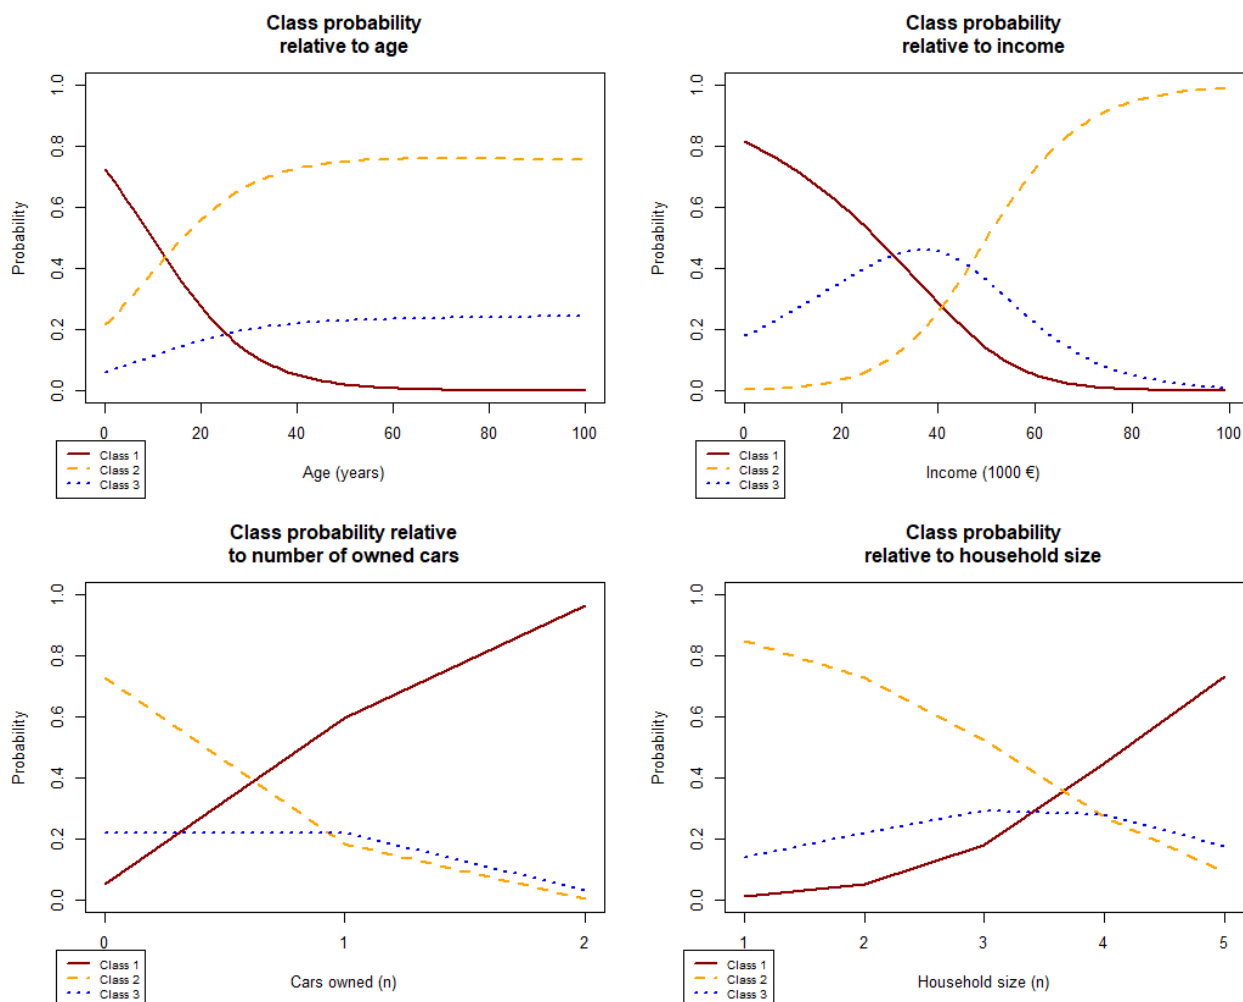 Class probability
relative to age
Probability
0.0 0.2 0.4 0.6 0.8 1.0
0 20 40 60 80 100
Age (years)
Class 1
Class 2
Class 3
Class probability
relative to income
Probability
0.0 0.2 0.4 0.6 0.8 1.0
0 20 40 60 80 100
Income (1000 €)
Class 1
Class 2
Class 3
Class probability relative
to number of owned cars
Probability
0.0 0.2 0.4 0.6 0.8 1.0
0 1 2
Cars owned (n)
Class 1
Class 2
Class 3
Class probability
relative to household size
Probability
0.0 0.2 0.4 0.6 0.8 1.0
1 2 3 4 5
Household size (n)
Class 1
Class 2
Class 3